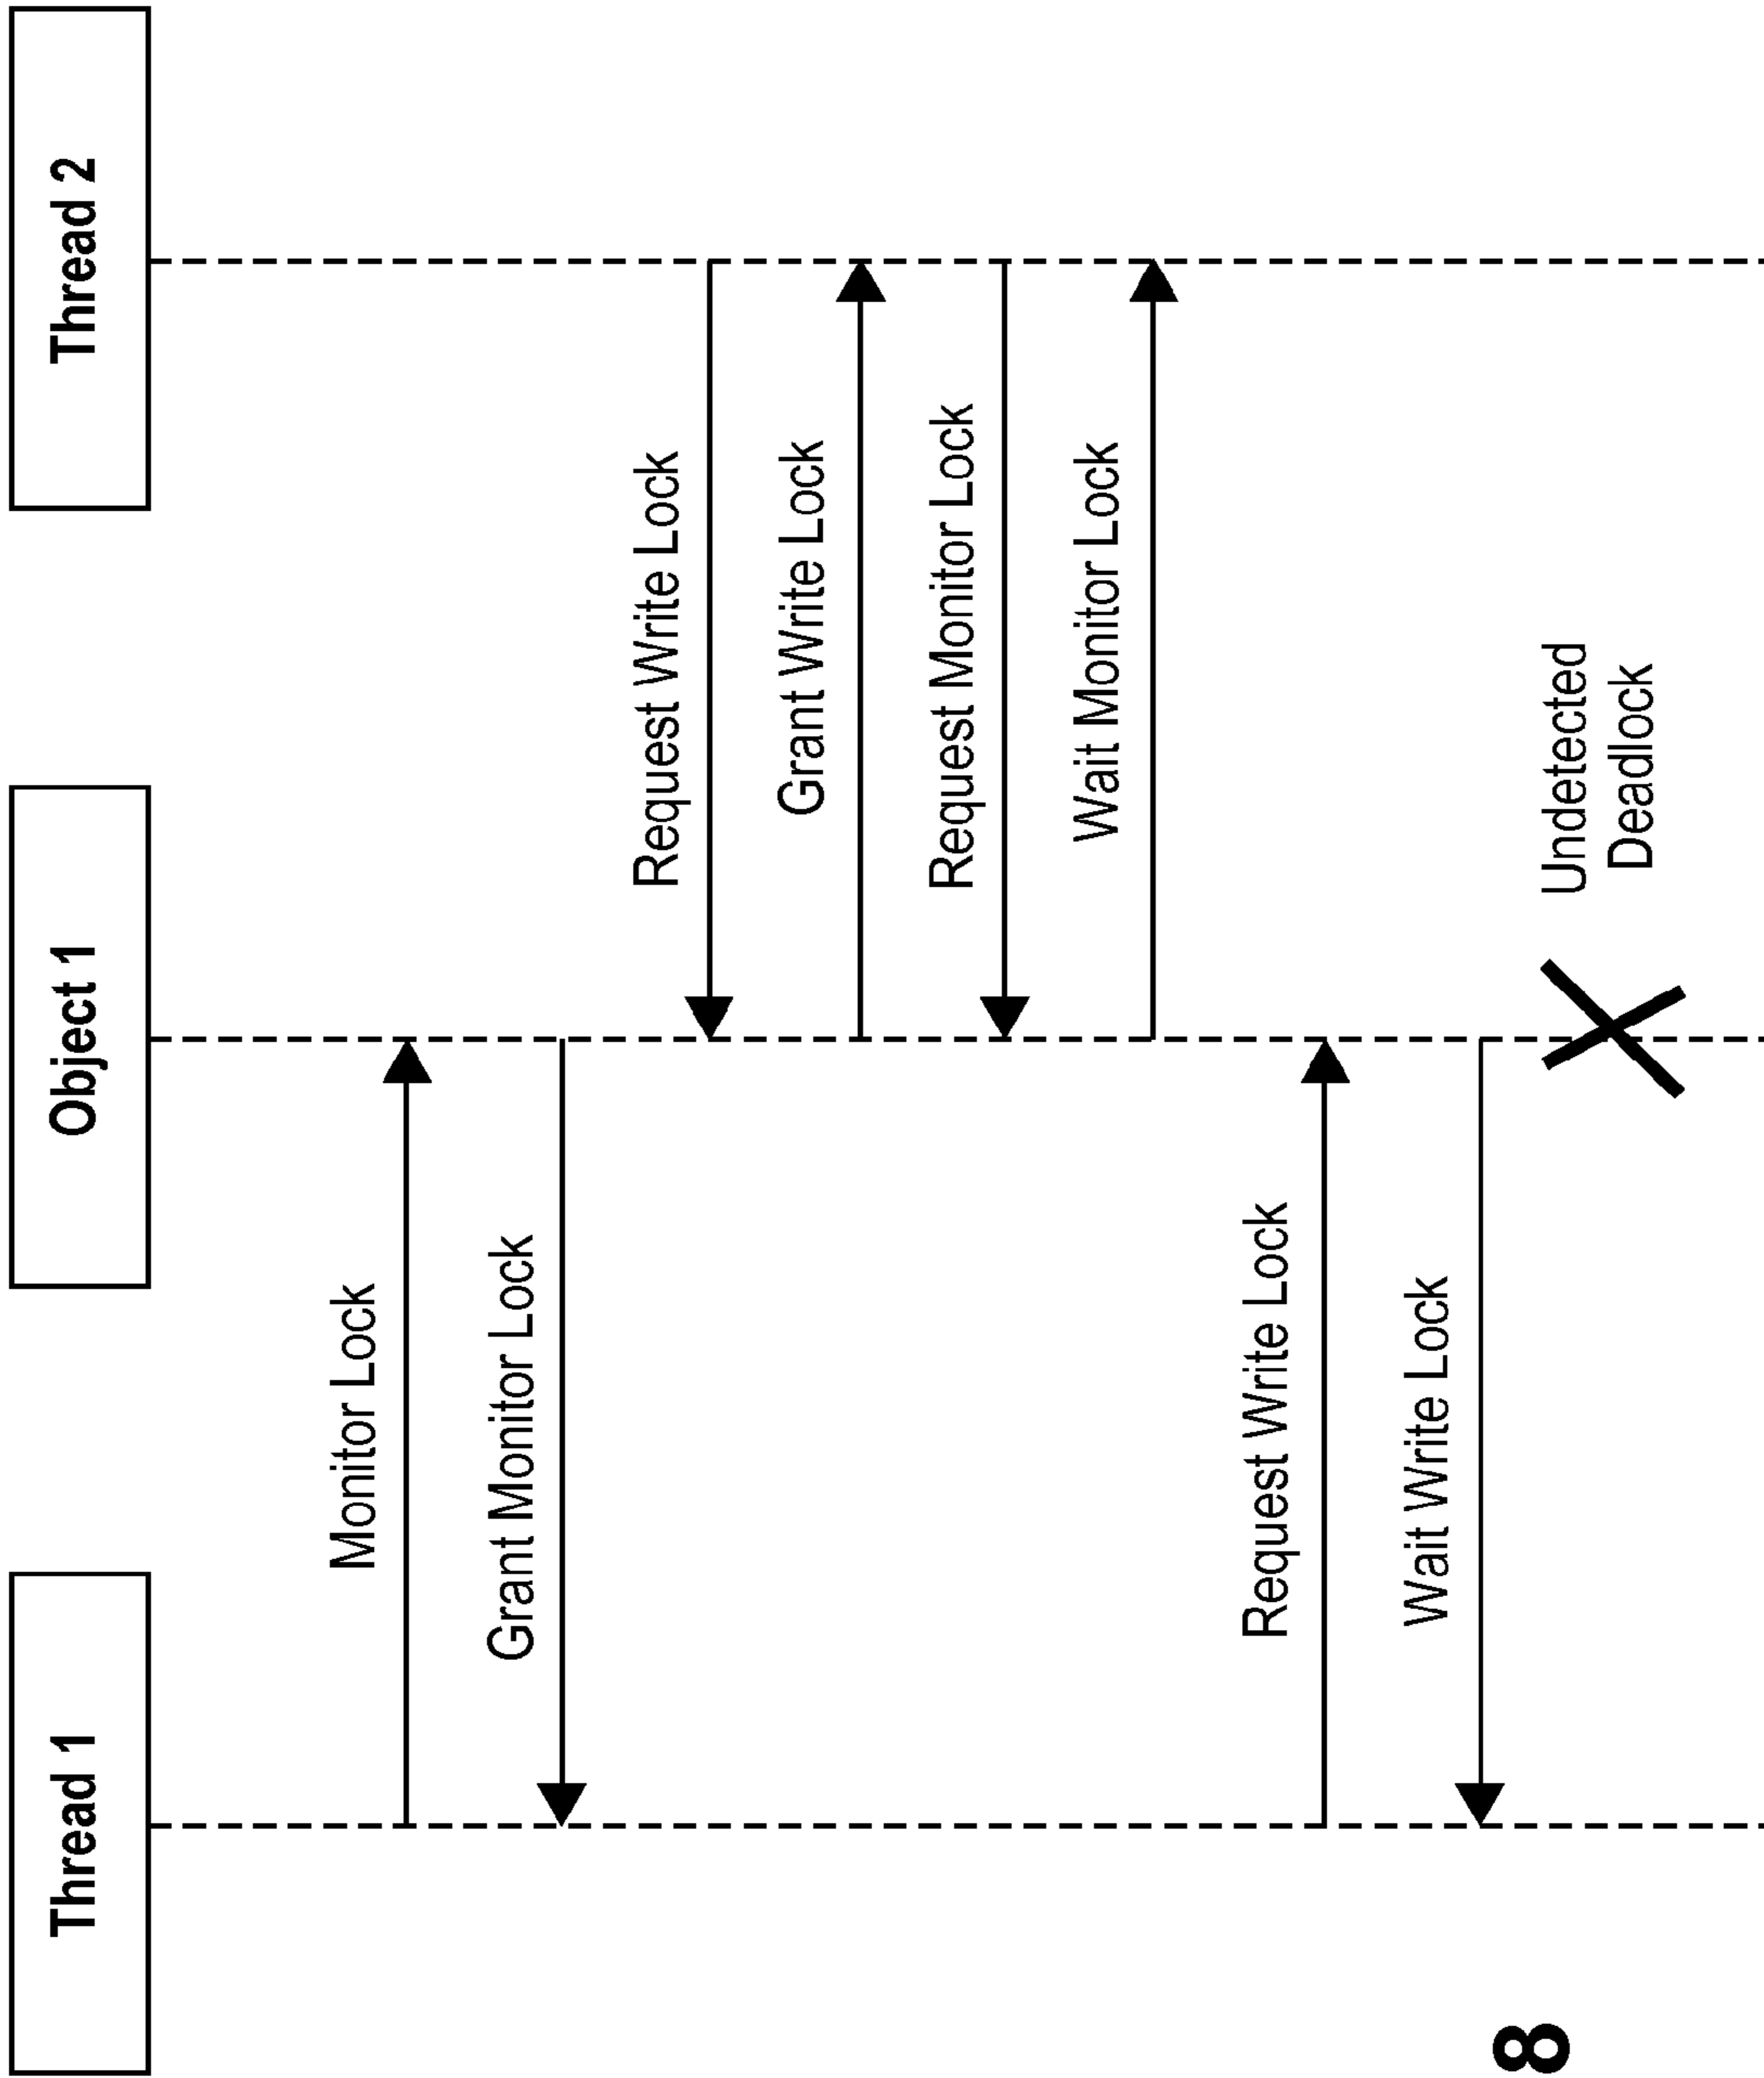 Thread 1
Object 1
Thread 2
Monitor Lock
Grant Monitor Lock
Request Write Lock
Grant Write Lock
Request Monitor Lock
Wait Monitor Lock
Request Write Lock
Wait Write Lock
Undetected
Deadlock
8